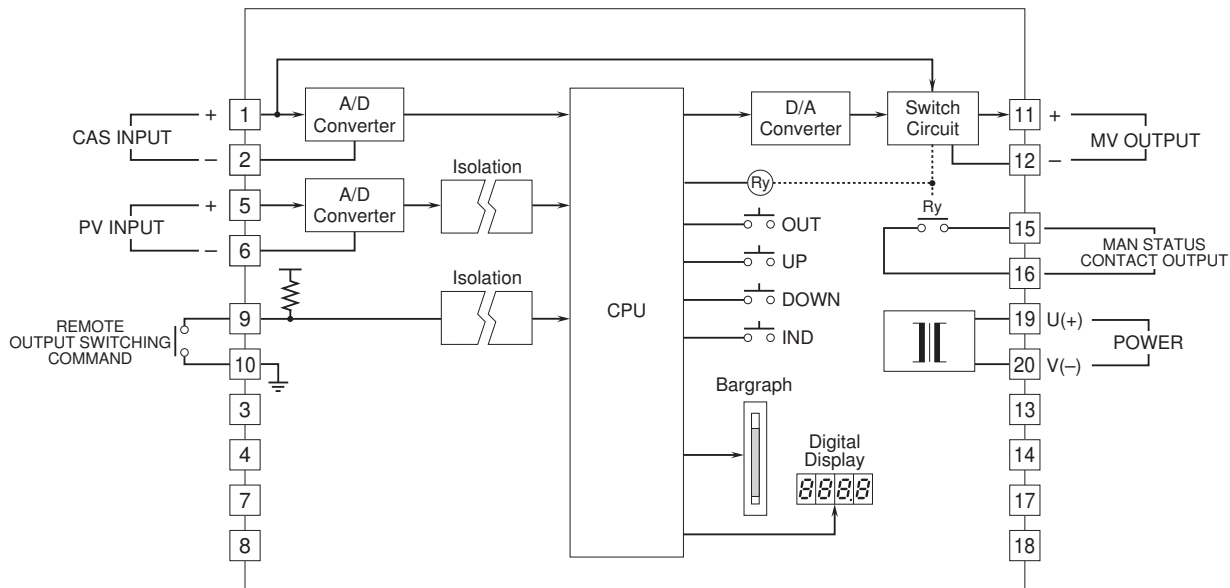 CAS INPUT
+
–
1
2
A/D
Converter
PV INPUT
+
–
5
6
A/D
Converter
Isolation
REMOTE
OUTPUT SWITCHING
COMMAND
9
10
Isolation
3
4
7
8
CPU
D/A
Converter
Switch
Circuit
Ry
OUT
UP
DOWN
IND
Bargraph
Digital
Display
888.8
11
+
12
–
MV OUTPUT
Ry
15
16
MAN STATUS
CONTACT OUTPUT
19
U(+)
20
V(–)
POWER
13
14
17
18